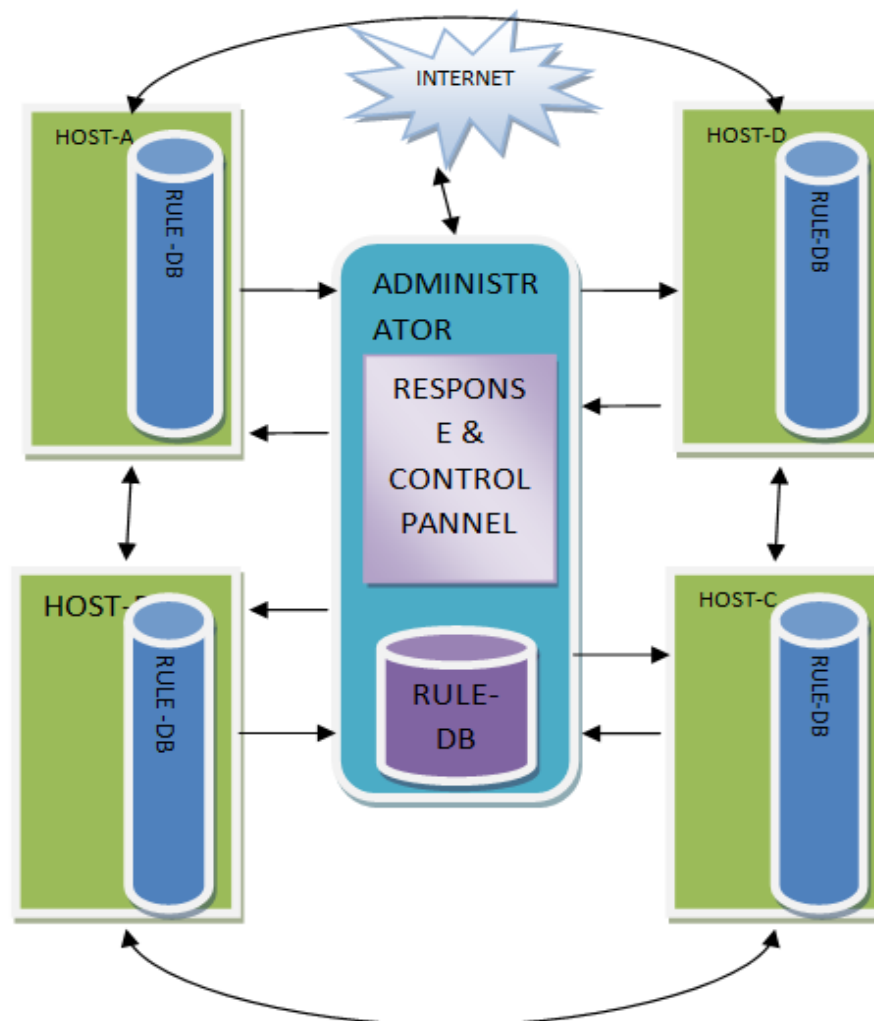 INTERNET
HOST-A
RULE -DB
HOST-D
RULE-DB
ADMINISTR
ATOR
RESPONS
E &
CONTROL
PANNEL
HOST-
RULE -DB
HOST-C
RULE-DB
RULE-
DB